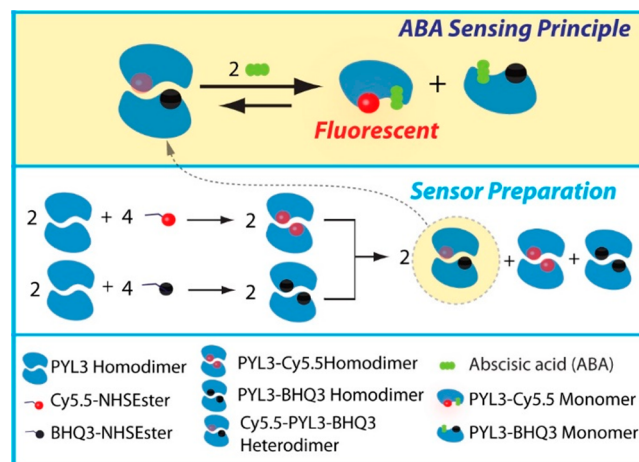 ABA Sensing Principle
2
+
Fluorescent
Sensor Preparation
2 + 4 2
2 + +
2 + 4 2
PYL3 Homodimer
Cy5.5-NHSEster
BHQ3-NHSEster
PYL3-Cy5.5Homodimer
PYL3-BHQ3 Homodimer
Cy5.5-PYL3-BHQ3
Heterodimer
Abscisic acid (ABA)
PYL3-Cy5.5 Monomer
PYL3-BHQ3 Monomer